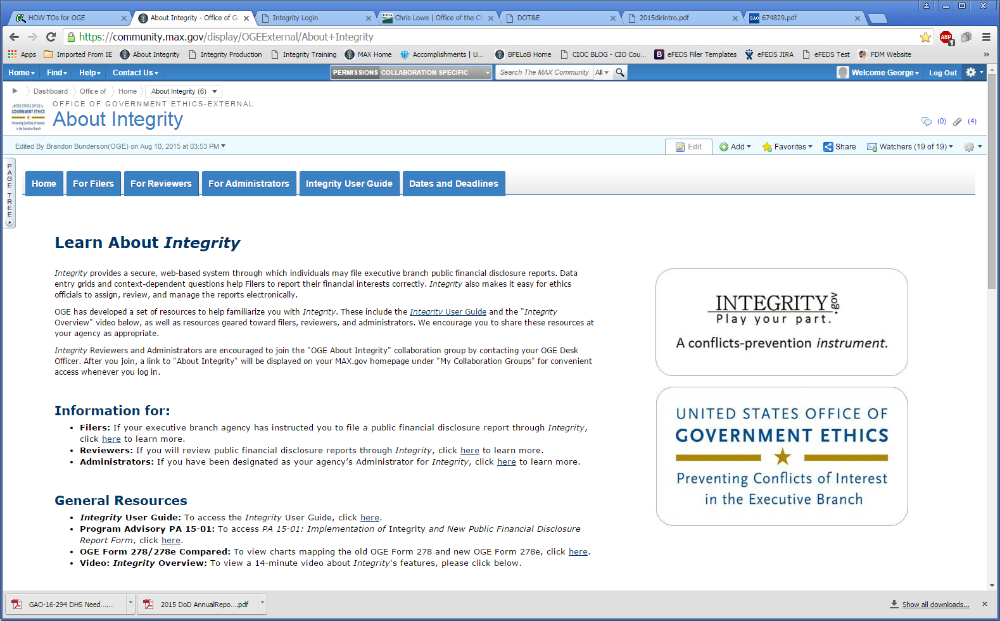 HOW TOs for OGE
About Integrity - Office of Go
Integrity Login
Chris Lowe | Office of the Ch
DOT&E
2015dirintro.pdf
GAO 674829.pdf
https://community.max.gov/display/OGEExternal/About+Integrity
ABP 1
Apps Imported From IE About Integrity Integrity Production Integrity Training MAX Home Accomplishments | U... BFELoB Home CIOC BLOG - CIO Cou... eFEDS Filer Templates eFEDS JIRA eFEDS Test FDM Website »
Home Find Help Contact Us PERMISSIONS COLLABORATION SPECIFIC Search The MAX Community All Welcome George Log Out
Dashboard Office of Home About Integrity (6)
OFFICE OF GOVERNMENT ETHICS-EXTERNAL
About Integrity
UNITED STATES OFFICE OF
GOVERNMENT ETHICS
Preventing Conflicts of Interest
in the Executive Branch
(0) (4)
Edited By Brandon Bunderson(OGE) on Aug 10, 2015 at 03:53 PM
Edit Add Favorites Share Watchers (19 of 19)
PAGE TREE
Home For Filers For Reviewers For Administrators Integrity User Guide Dates and Deadlines
Learn About Integrity
Integrity provides a secure, web-based system through which individuals may file executive branch public financial disclosure reports. Data
entry grids and context-dependent questions help Filers to report their financial interests correctly. Integrity also makes it easy for ethics
officials to assign, review, and manage the reports electronically.
OGE has developed a set of resources to help familiarize you with Integrity. These include the Integrity User Guide and the "Integrity
Overview" video below, as well as resources geared toward filers, reviewers, and administrators. We encourage you to share these resources at
your agency as appropriate.
Integrity Reviewers and Administrators are encouraged to join the "OGE About Integrity" collaboration group by contacting your OGE Desk
Officer. After you join, a link to "About Integrity" will be displayed on your MAX.gov homepage under "My Collaboration Groups" for convenient
access whenever you log in.
INTEGRITY.gov
Play your part.
A conflicts-prevention instrument.
UNITED STATES OFFICE OF
GOVERNMENT ETHICS
Preventing Conflicts of Interest
in the Executive Branch
Information for:
• Filers: If your executive branch agency has instructed you to file a public financial disclosure report through Integrity,
click here to learn more.
• Reviewers: If you will review public financial disclosure reports through Integrity, click here to learn more.
• Administrators: If you have been designated as your agency’s Administrator for Integrity, click here to learn more.
General Resources
• Integrity User Guide: To access the Integrity User Guide, click here.
• Program Advisory PA 15-01: To access PA 15-01: Implementation of Integrity and New Public Financial Disclosure
Report Form, click here.
• OGE Form 278/278e Compared: To view charts mapping the old OGE Form 278 and new OGE Form 278e, click here.
• Video: Integrity Overview: To view a 14-minute video about Integrity's features, please click below.
GAO-16-294 DHS Need......
2015 DoD AnnualRepo....pdf
Show all downloads...